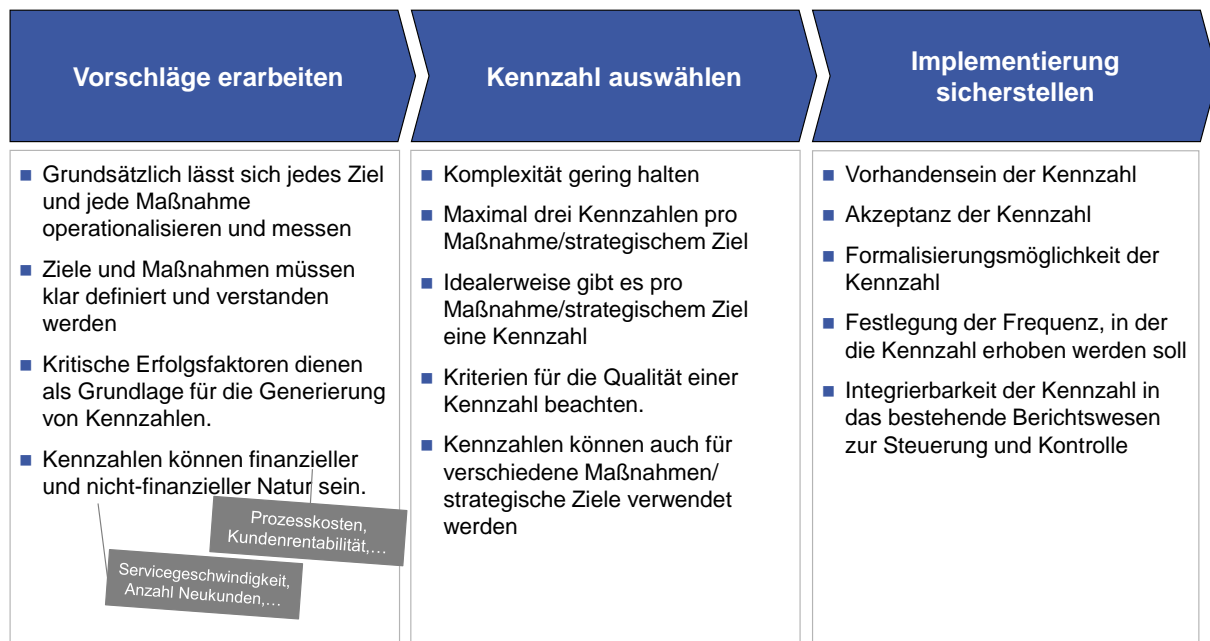 Vorschläge erarbeiten
Kennzahl auswählen
Implementierung
sicherstellen
Grundsätzlich lässt sich jedes Ziel
und jede Maßnahme
operationalisieren und messen
Ziele und Maßnahmen müssen
klar definiert und verstanden
werden
Kritische Erfolgsfaktoren dienen
als Grundlage für die Generierung
von Kennzahlen.
Kennzahlen können finanzieller
und nicht-finanzieller Natur sein.
Prozesskosten,
Kundenrentabilität,…
Servicegeschwindigkeit,
Anzahl Neukunden,…
Komplexität gering halten
Maximal drei Kennzahlen pro
Maßnahme/strategischem Ziel
Idealerweise gibt es pro
Maßnahme/strategischem Ziel
eine Kennzahl
Kriterien für die Qualität einer
Kennzahl beachten.
Kennzahlen können auch für
verschiedene Maßnahmen/
strategische Ziele verwendet
werden
Vorhandensein der Kennzahl
Akzeptanz der Kennzahl
Formalisierungsmöglichkeit der
Kennzahl
Festlegung der Frequenz, in der
die Kennzahl erhoben werden soll
Integrierbarkeit der Kennzahl in
das bestehende Berichtswesen
zur Steuerung und Kontrolle